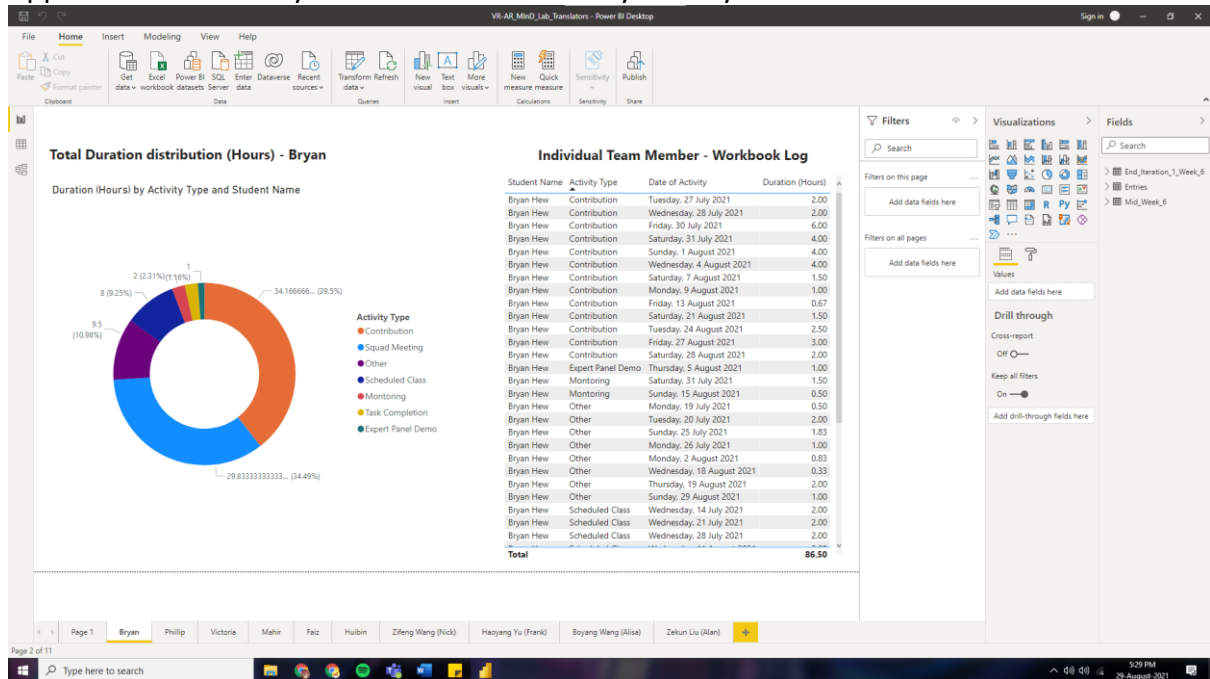 VR-AR_MInD_Lab_Translators - Power BI Desktop
Sign in
File Home Insert Modeling View Help
Paste
Cut
Copy
Format painter
Get data
Excel workbook
Power BI datasets
SQL Server
Enter data
Dataverse
Recent sources
Transform data
Refresh
New visual
Text box
More visuals
New measure
Quick measure
Sensitivity
Publish
Clipboard Data Queries Insert Calculations Sensitivity Share
Total Duration distribution (Hours) - Bryan
Duration (Hours) by Activity Type and Student Name
1
2 (2.31%) (1.16%)
8 (9.25%)
34.166666... (39.5%)
9.5
(10.98%)
29.83333333333... (34.49%)
Activity Type
Contribution
Squad Meeting
Other
Scheduled Class
Montoring
Task Completion
Expert Panel Demo
Individual Team Member - Workbook Log
Student Name Activity Type Date of Activity Duration (Hours)
Bryan Hew Contribution Tuesday, 27 July 2021 2.00
Bryan Hew Contribution Wednesday, 28 July 2021 2.00
Bryan Hew Contribution Friday, 30 July 2021 6.00
Bryan Hew Contribution Saturday, 31 July 2021 4.00
Bryan Hew Contribution Sunday, 1 August 2021 4.00
Bryan Hew Contribution Wednesday, 4 August 2021 4.00
Bryan Hew Contribution Saturday, 7 August 2021 1.50
Bryan Hew Contribution Monday, 9 August 2021 1.00
Bryan Hew Contribution Friday, 13 August 2021 0.67
Bryan Hew Contribution Saturday, 21 August 2021 1.50
Bryan Hew Contribution Tuesday, 24 August 2021 2.50
Bryan Hew Contribution Friday, 27 August 2021 3.00
Bryan Hew Contribution Saturday, 28 August 2021 2.00
Bryan Hew Expert Panel Demo Thursday, 5 August 2021 1.00
Bryan Hew Montoring Saturday, 31 July 2021 1.50
Bryan Hew Montoring Sunday, 15 August 2021 0.50
Bryan Hew Other Monday, 19 July 2021 0.50
Bryan Hew Other Tuesday, 20 July 2021 2.00
Bryan Hew Other Sunday, 25 July 2021 1.83
Bryan Hew Other Monday, 26 July 2021 1.00
Bryan Hew Other Monday, 2 August 2021 0.83
Bryan Hew Other Wednesday, 18 August 2021 0.33
Bryan Hew Other Thursday, 19 August 2021 2.00
Bryan Hew Other Sunday, 29 August 2021 1.00
Bryan Hew Scheduled Class Wednesday, 14 July 2021 2.00
Bryan Hew Scheduled Class Wednesday, 21 July 2021 2.00
Bryan Hew Scheduled Class Wednesday, 28 July 2021 2.00
Total 86.50
Filters
Search
Filters on this page ...
Add data fields here
Filters on all pages ...
Add data fields here
Visualizations
R Py
...
Values
Add data fields here
Drill through
Cross-report
Off
Keep all filters
On
Add drill-through fields here
Fields
Search
End_Iteration_1_Week_6
Entries
Mid_Week_6
Page 1 Bryan Phillip Victoria Mahir Faiz Huibin Zifeng Wang (Nick) Haoyang Yu (Frank) Boyang Wang (Alisa) Zekun Liu (Alan) +
Page 2 of 11
Type here to search
5:29 PM
29-August-2021